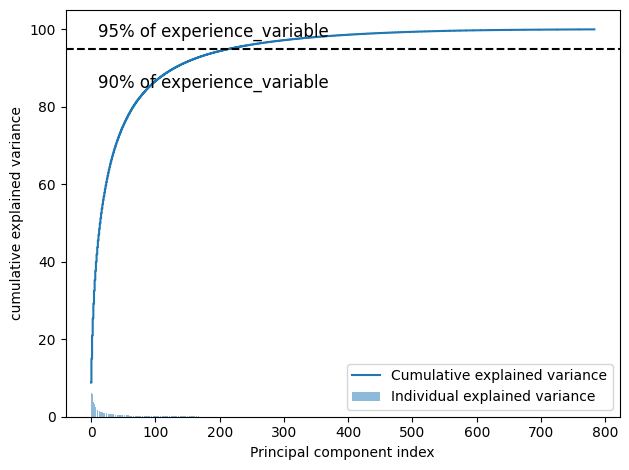 95% of experience_variable
90% of experience_variable
100
80
60
40
20
0
cumulative explained variance
Cumulative explained variance
Individual explained variance
0 100 200 300 400 500 600 700 800
Principal component index